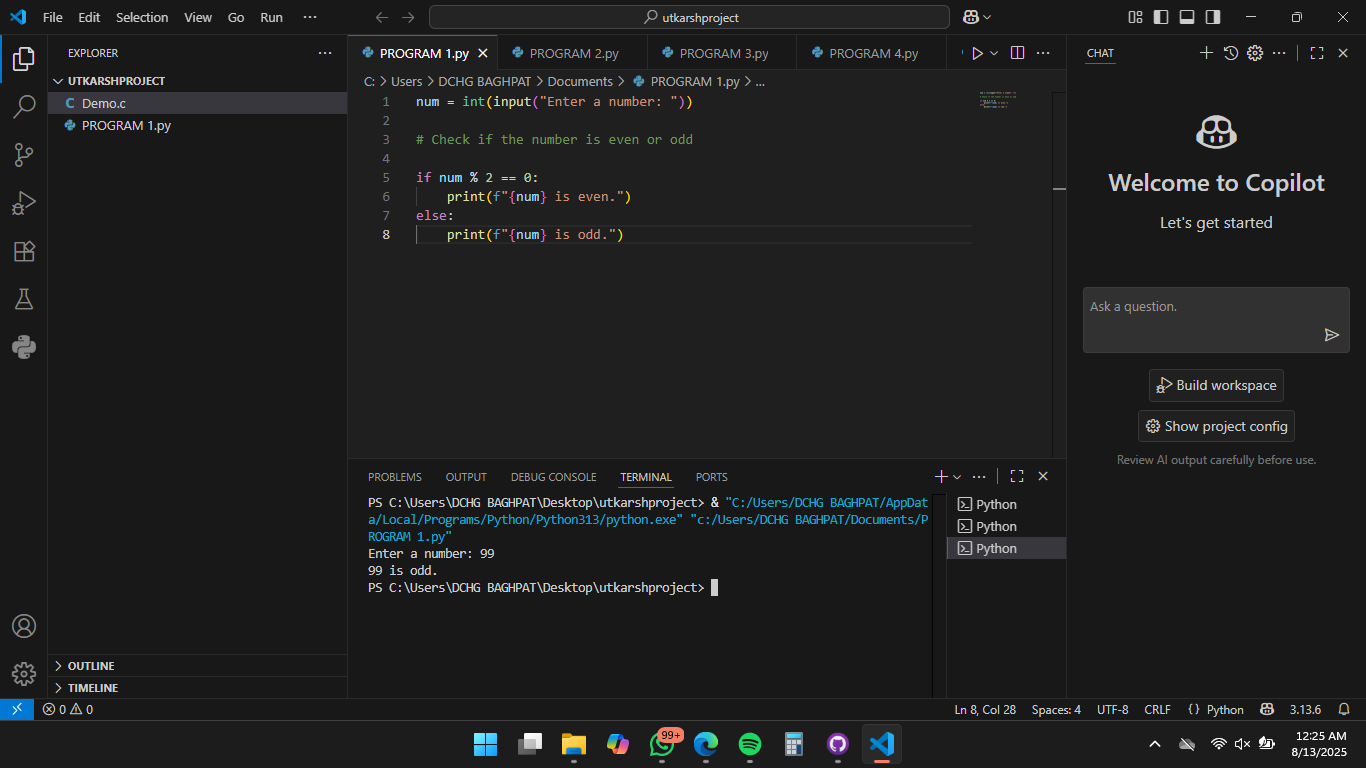 File Edit Selection View Go Run ···
utkarshproject
EXPLORER
UTKARSHPROJECT
C Demo.c
PROGRAM 1.py
OUTLINE
TIMELINE
PROGRAM 1.py PROGRAM 2.py PROGRAM 3.py PROGRAM 4.py
C: > Users > DCHG BAGHPAT > Documents > PROGRAM 1.py > ...
1 num = int(input("Enter a number: "))
2
3 # Check if the number is even or odd
4
5 if num % 2 == 0:
6     print(f"{num} is even.")
7 else:
8     print(f"{num} is odd.")
PROBLEMS OUTPUT DEBUG CONSOLE TERMINAL PORTS
PS C:\Users\DCHG BAGHPAT\Desktop\utkarshproject> & "C:/Users/DCHG BAGHPAT/AppDat
a/Local/Programs/Python/Python313/python.exe" "c:/Users/DCHG BAGHPAT/Documents/P
ROGRAM 1.py"
Enter a number: 99
99 is odd.
PS C:\Users\DCHG BAGHPAT\Desktop\utkarshproject>
Python
Python
Python
CHAT
Welcome to Copilot
Let's get started
Ask a question.
Build workspace
Show project config
Review AI output carefully before use.
0 0
Ln 8, Col 28 Spaces: 4 UTF-8 CRLF {} Python 3.13.6
99+
12:25 AM
8/13/2025